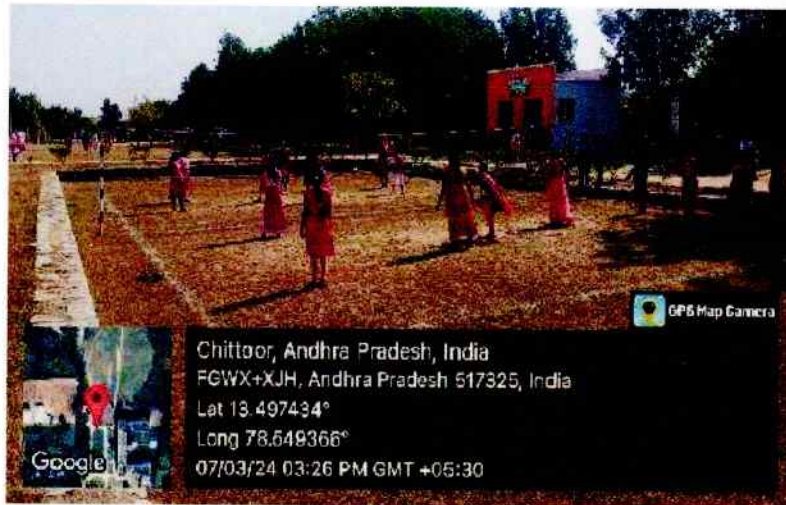 GPS Map Camera
Chittoor, Andhra Pradesh, India
FGWX+XJH, Andhra Pradesh 517325, India
Lat 13.497434°
Long 78.549366°
07/03/24 03:26 PM GMT +05:30
Google